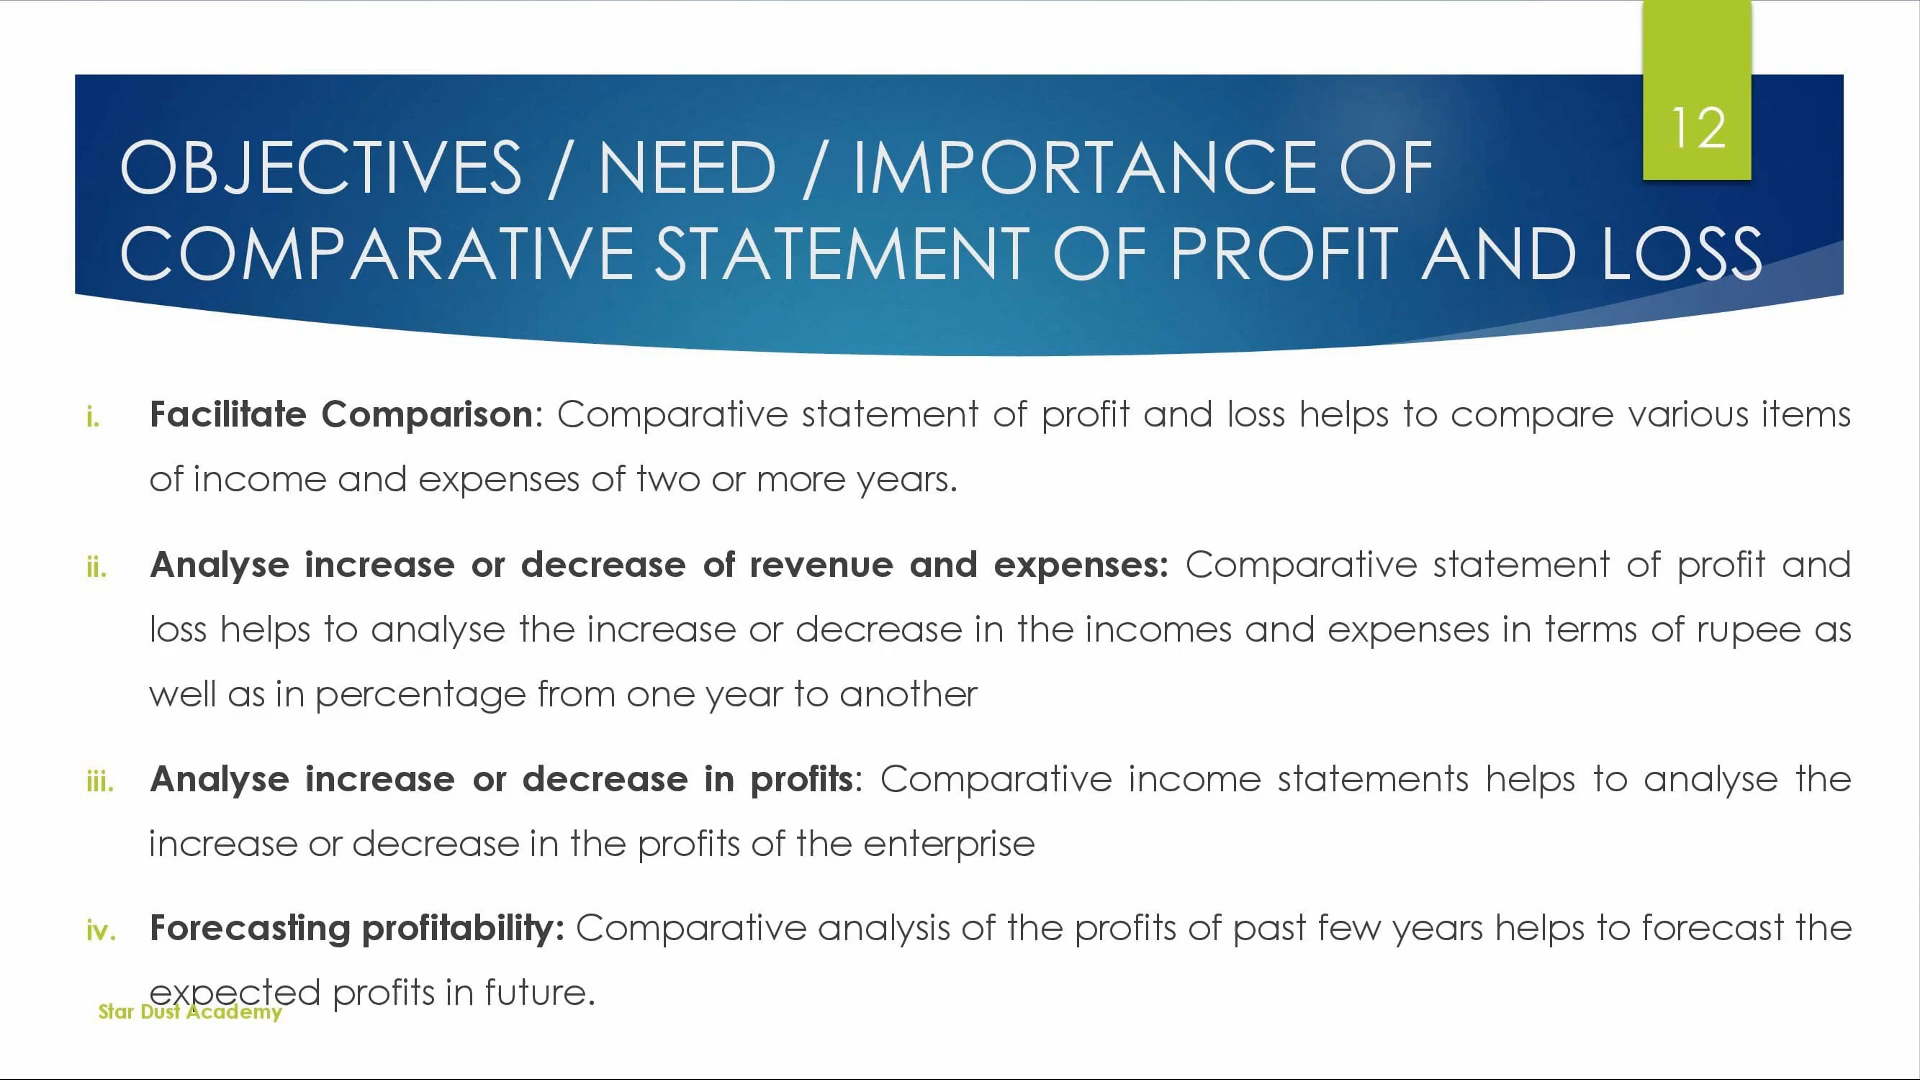 12
OBJECTIVES / NEED / IMPORTANCE OF
COMPARATIVE STATEMENT OF PROFIT AND LOSS
i. Facilitate Comparison: Comparative statement of profit and loss helps to compare various items
of income and expenses of two or more years.
ii. Analyse increase or decrease of revenue and expenses: Comparative statement of profit and
loss helps to analyse the increase or decrease in the incomes and expenses in terms of rupee as
well as in percentage from one year to another
iii. Analyse increase or decrease in profits: Comparative income statements helps to analyse the
increase or decrease in the profits of the enterprise
iv. Forecasting profitability: Comparative analysis of the profits of past few years helps to forecast the
expected profits in future.
Star Dust Academy